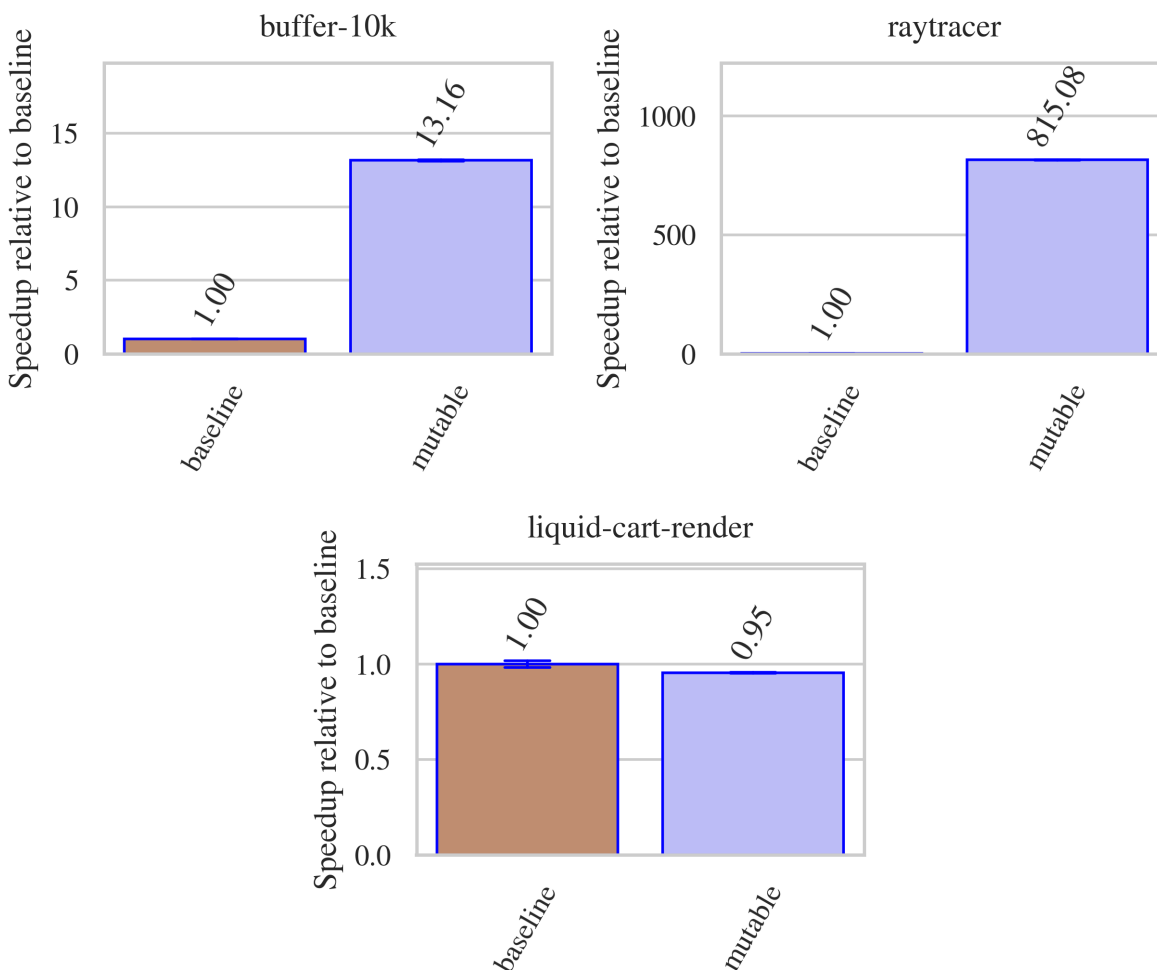 buffer-10k
Speedup relative to baseline
15
10
5
0
1.00
13.16
baseline
mutable
raytracer
Speedup relative to baseline
1000
500
0
1.00
815.08
baseline
mutable
liquid-cart-render
Speedup relative to baseline
1.5
1.0
0.5
0.0
1.00
0.95
baseline
mutable